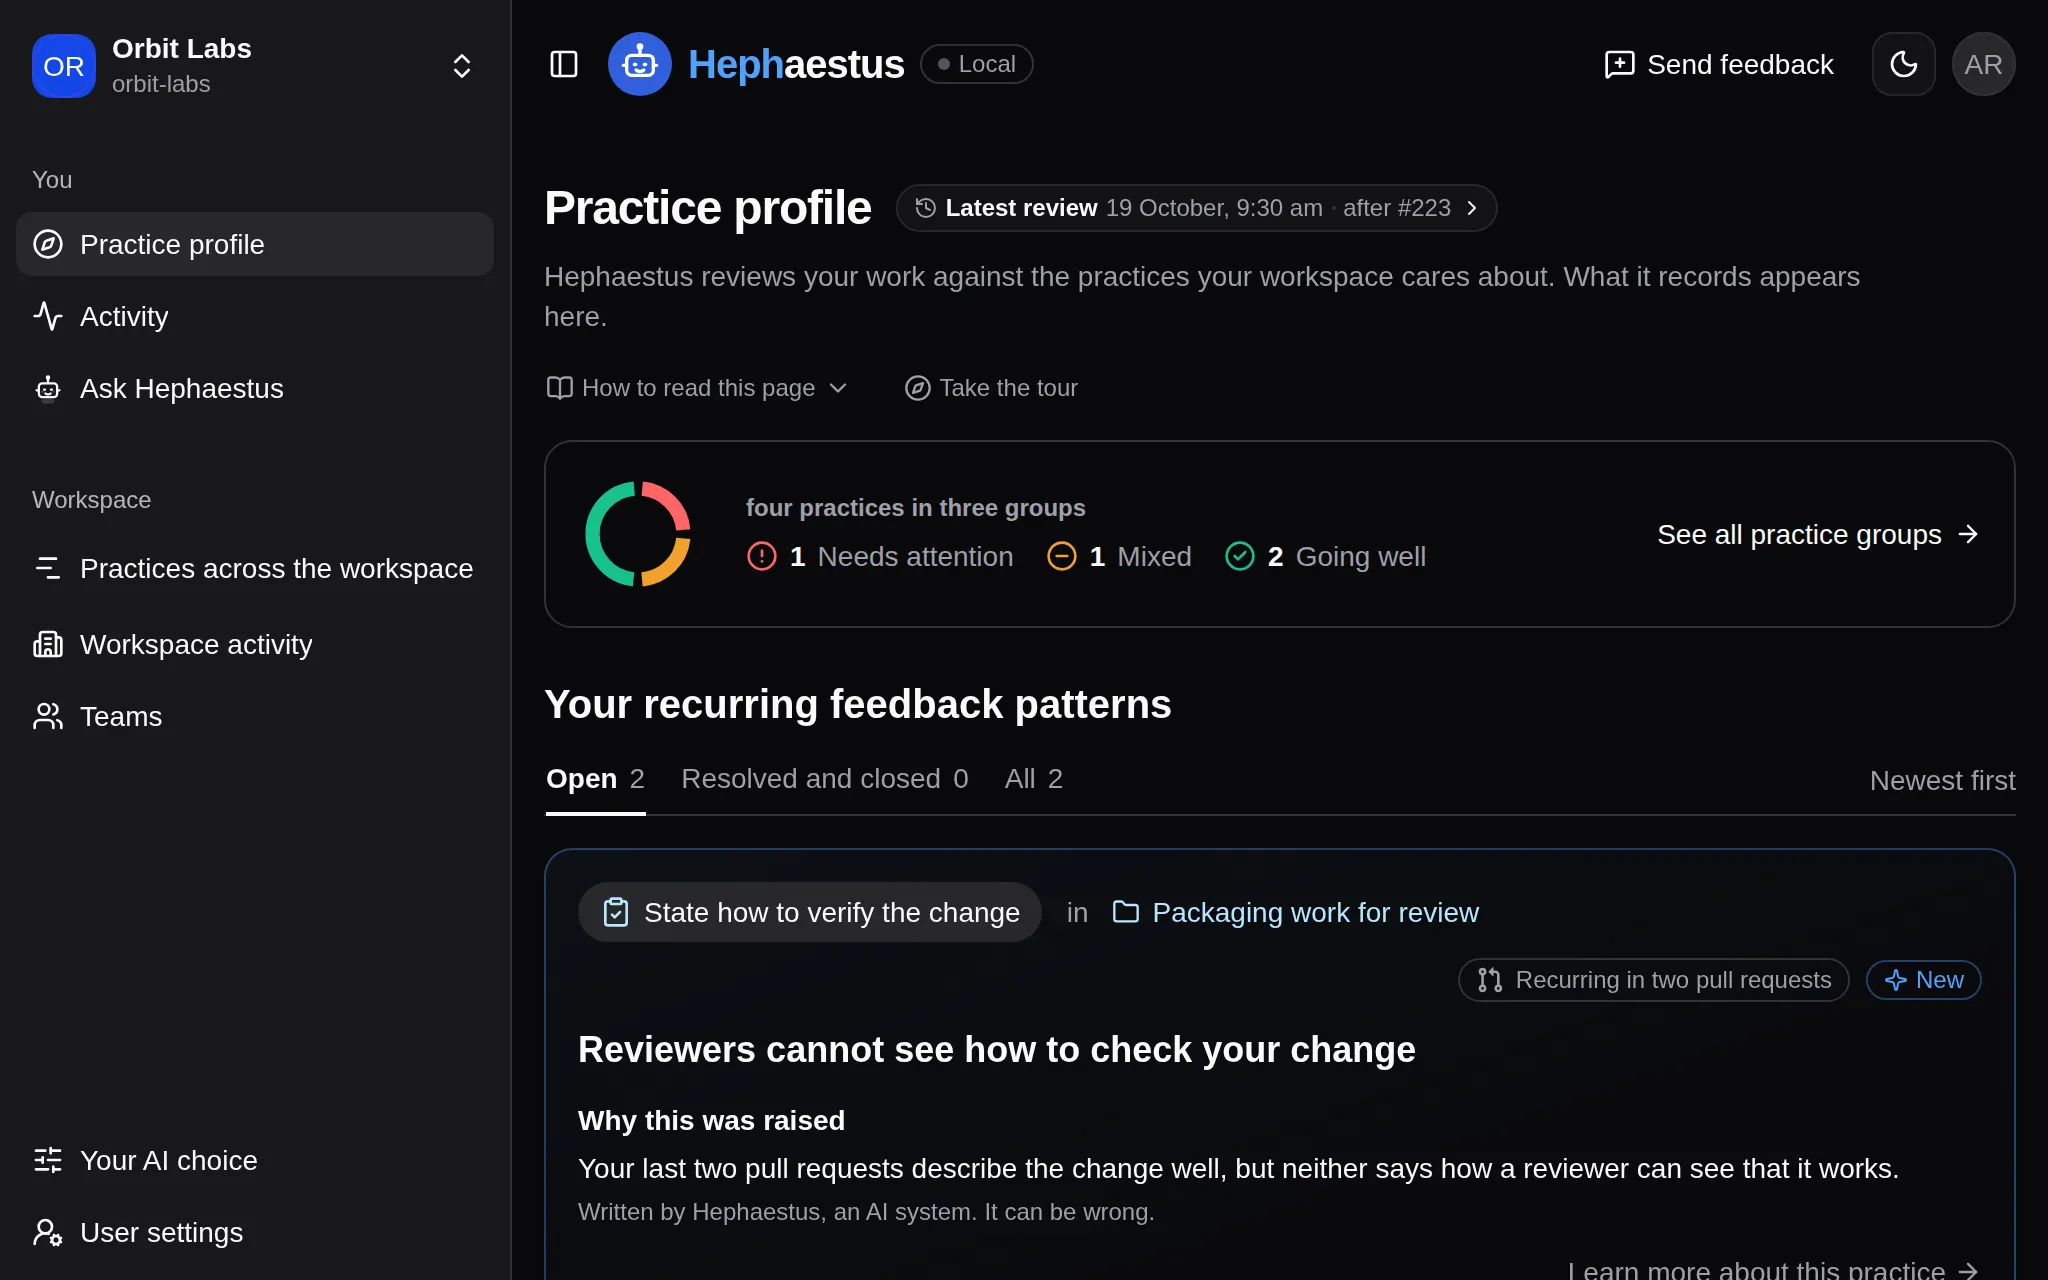 OR
Orbit Labs
orbit-labs
You
Practice profile
Activity
Ask Hephaestus
Workspace
Practices across the workspace
Workspace activity
Teams
Your AI choice
User settings
Hephaestus
Local
Send feedback
AR
Practice profile
Latest review 19 October, 9:30 am · after #223
Hephaestus reviews your work against the practices your workspace cares about. What it records appears
here.
How to read this page
Take the tour
four practices in three groups
1 Needs attention
1 Mixed
2 Going well
See all practice groups
Your recurring feedback patterns
Open 2
Resolved and closed 0
All 2
Newest first
State how to verify the change in Packaging work for review
Recurring in two pull requests
New
Reviewers cannot see how to check your change
Why this was raised
Your last two pull requests describe the change well, but neither says how a reviewer can see that it works.
Written by Hephaestus, an AI system. It can be wrong.
Learn more about this practice